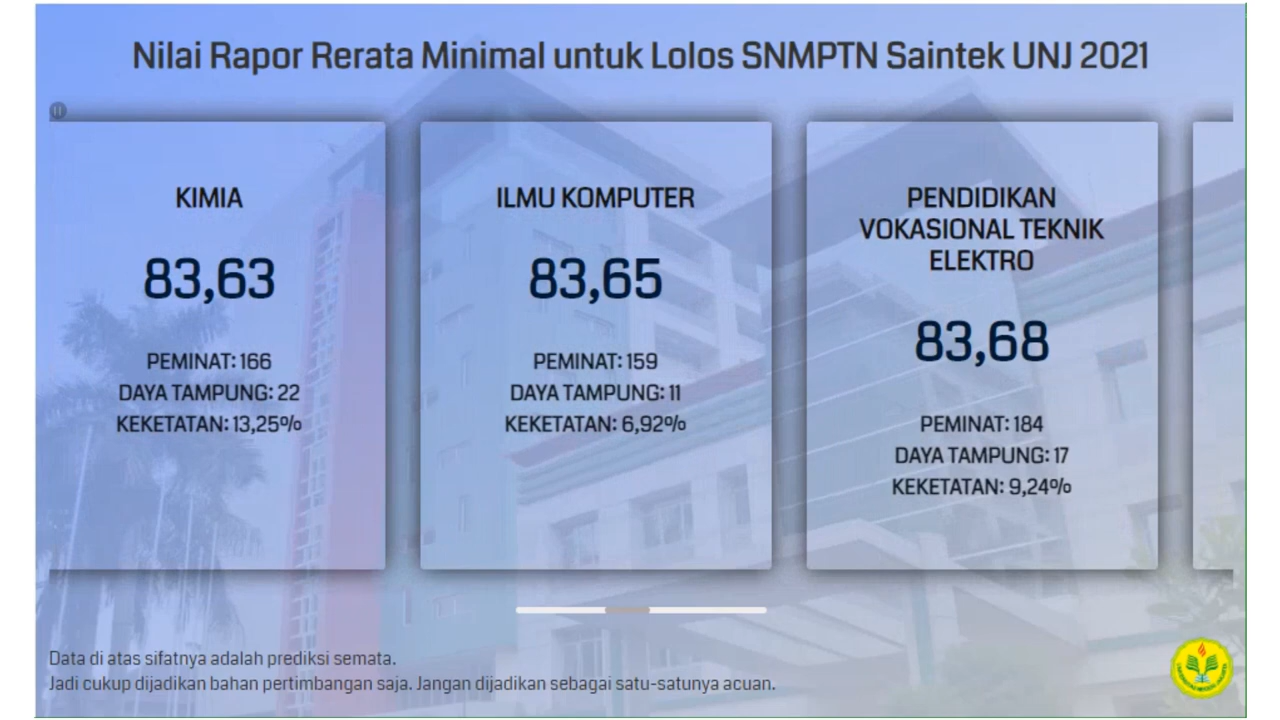 Nilai Rapor Rerata Minimal untuk Lolos SNMPTN Saintek UNJ 2021
KIMIA
83,63
PEMINAT: 166
DAYA TAMPUNG: 22
KEKETATAN: 13,25%
ILMU KOMPUTER
83,65
PEMINAT: 159
DAYA TAMPUNG: 11
KEKETATAN: 6,92%
PENDIDIKAN
VOKASIONAL TEKNIK
ELEKTRO
83,68
PEMINAT: 184
DAYA TAMPUNG: 17
KEKETATAN: 9,24%
Data di atas sifatnya adalah prediksi semata.
Jadi cukup dijadikan bahan pertimbangan saja. Jangan dijadikan sebagai satu-satunya acuan.